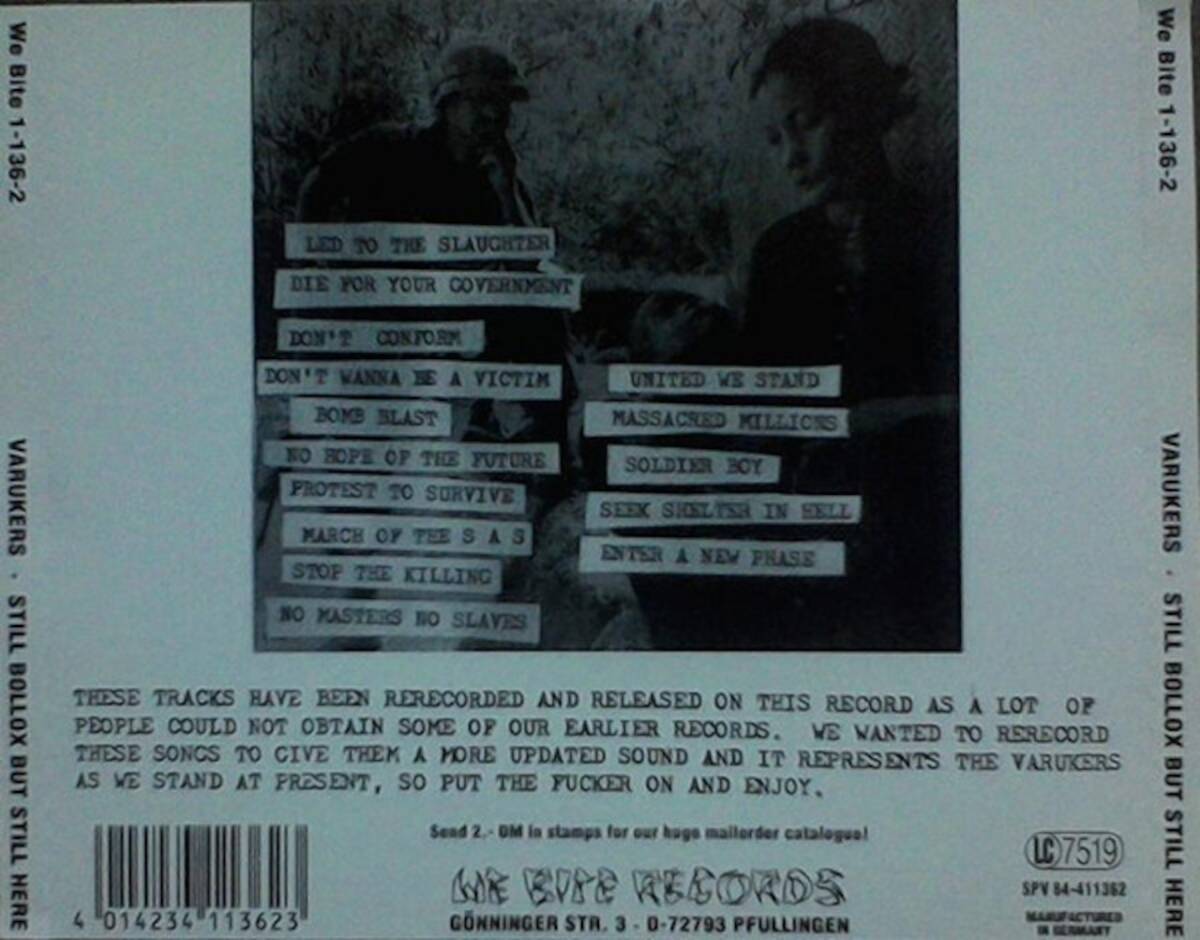 We Bite 1-136-2
VARUKERS · STILL BOLLOX BUT STILL HERE
LED TO THE SLAUGHTER
DIE FOR YOUR GOVERNMENT
DON'T CONFORM
DON'T WANNA BE A VICTIM
BOMB BLAST
NO HOPE OF THE FUTURE
PROTEST TO SURVIVE
MARCH OF THE S A S
STOP THE KILLING
NO MASTERS NO SLAVES
UNITED WE STAND
MASSACRED MILLIONS
SOLDIER BOY
SEEK SHELTER IN HELL
ENTER A NEW PHASE
THESE TRACKS HAVE BEEN RERECORDED AND RELEASED ON THIS RECORD AS A LOT OF
PEOPLE COULD NOT OBTAIN SOME OF OUR EARLIER RECORDS. WE WANTED TO RERECORD
THESE SONGS TO GIVE THEM A MORE UPDATED SOUND AND IT REPRESENTS THE VARUKERS
AS WE STAND AT PRESENT, SO PUT THE FUCKER ON AND ENJOY.
Send 2.- DM in stamps for our huge mailorder catalogue!
WE BITE RECORDS
GÖNNINGER STR. 3 - D-72793 PFULLINGEN
4 014234 113623
LC 7519
SPV 84-411362
MANUFACTURED
IN GERMANY
We Bite 1-136-2
VARUKERS · STILL BOLLOX BUT STILL HERE